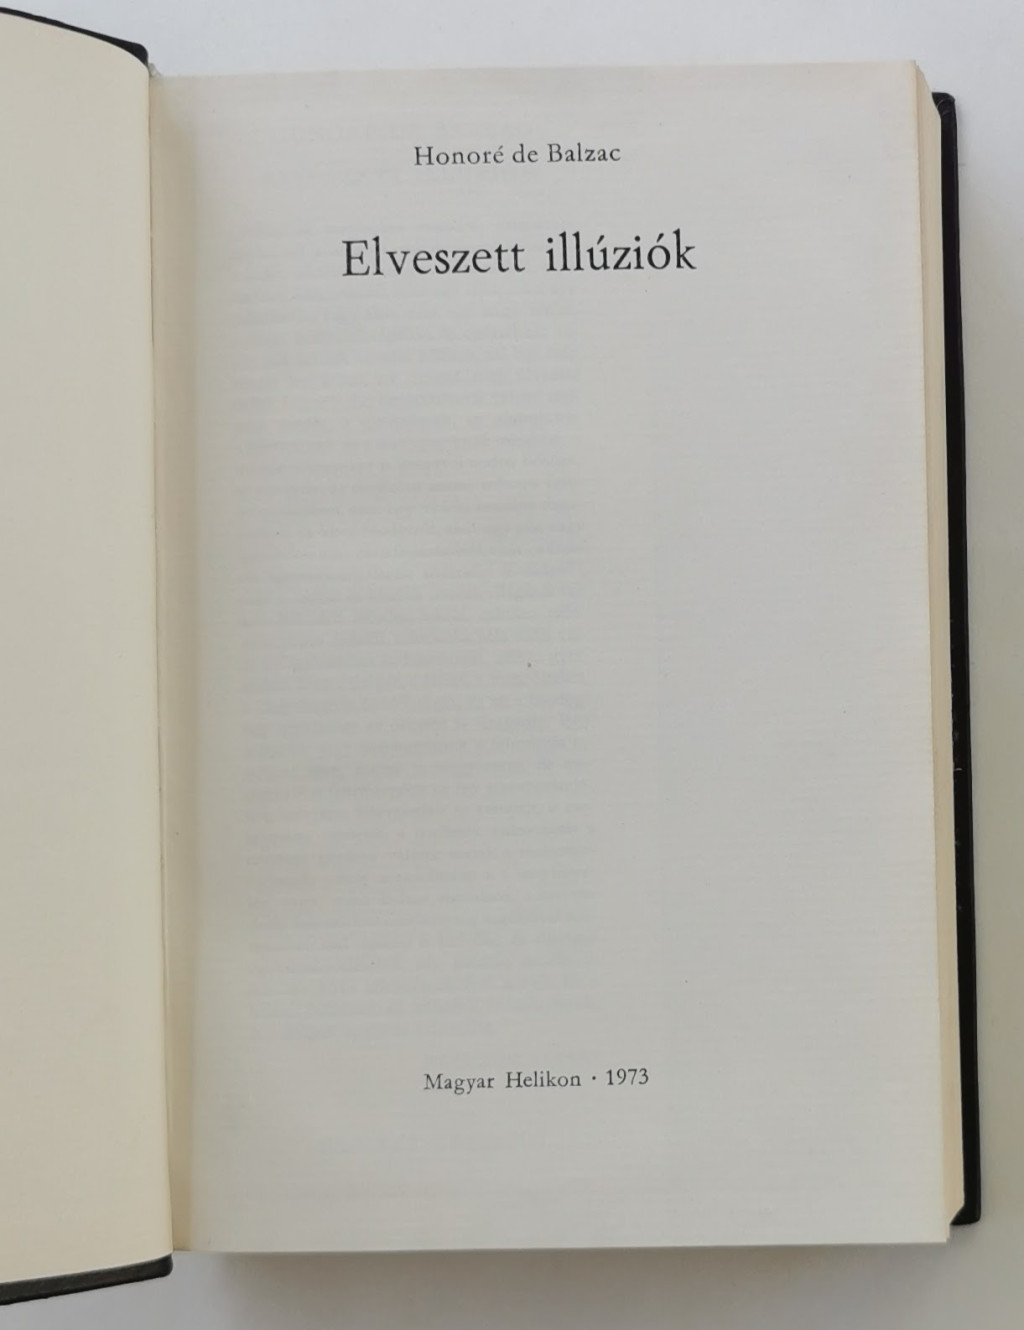 Honoré de Balzac
Elveszett illúziók
Magyar Helikon · 1973